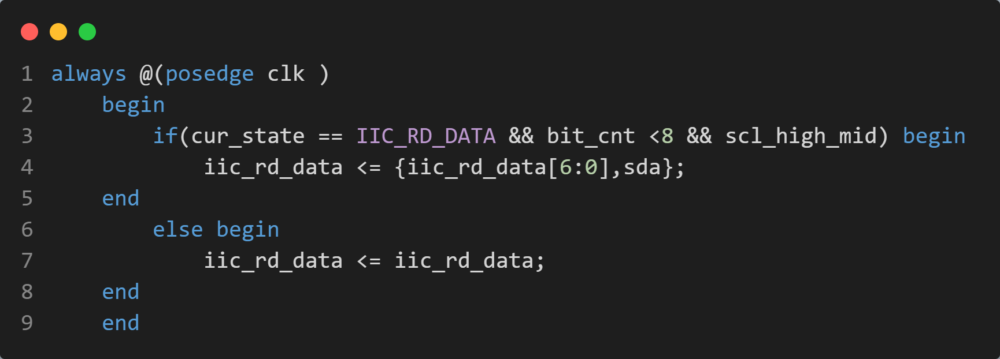 1 always @(posedge clk )
2     begin
3         if(cur_state == IIC_RD_DATA && bit_cnt <8 && scl_high_mid) begin
4             iic_rd_data <= {iic_rd_data[6:0],sda};
5     end
6         else begin
7             iic_rd_data <= iic_rd_data;
8     end
9     end